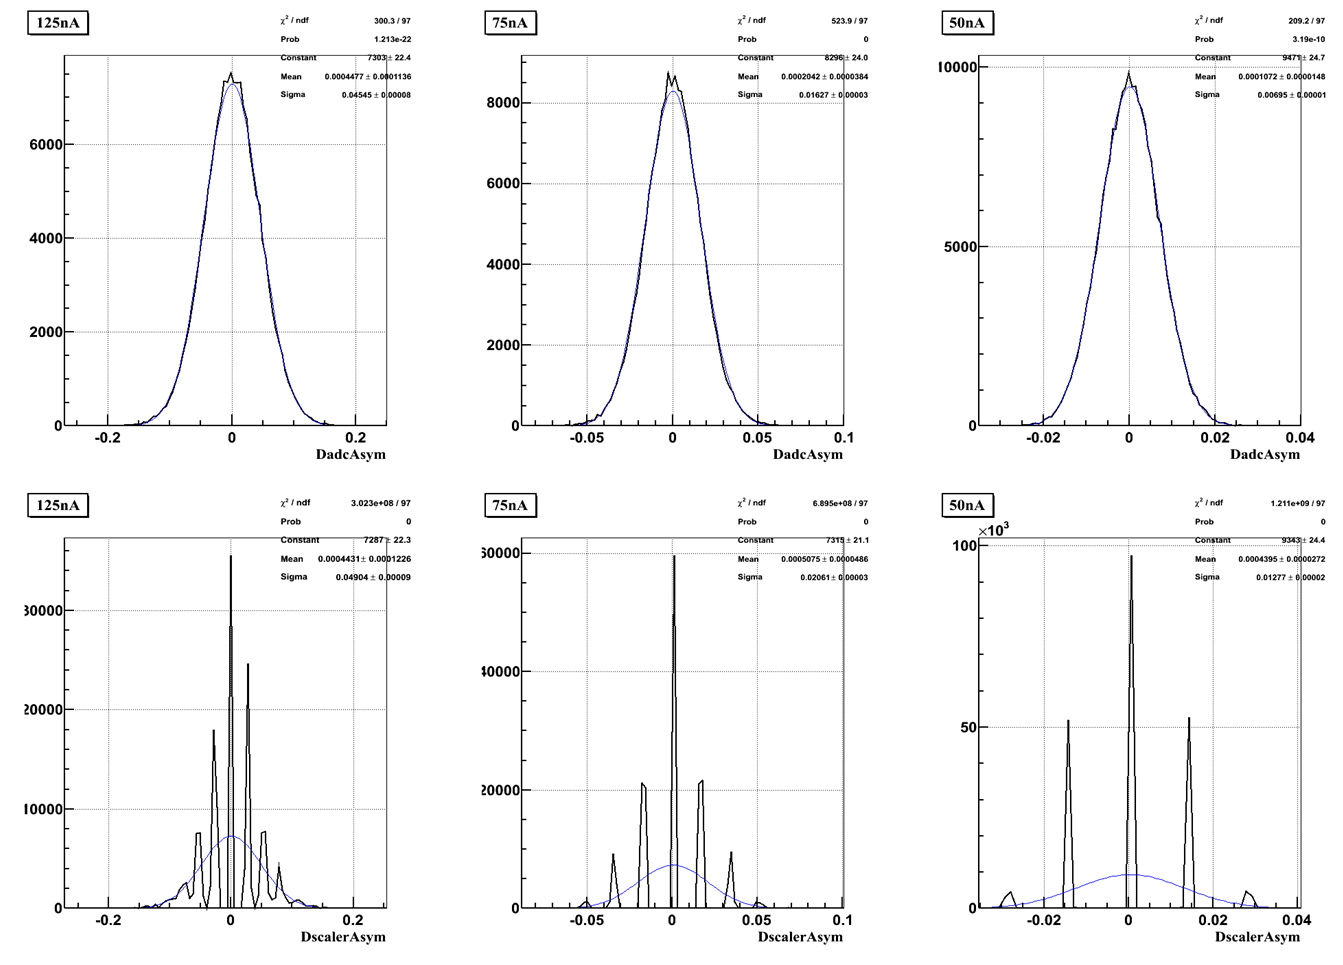 125nA
χ² / ndf 300.3 / 97
Prob 1.213e-22
Constant 7303 ± 22.4
Mean 0.0004477 ± 0.0001136
Sigma 0.04545 ± 0.00008
6000
4000
2000
0
-0.2 0 0.2
DadcAsym
75nA
χ² / ndf 523.9 / 97
Prob 0
Constant 8296 ± 24.0
Mean 0.0002042 ± 0.0000384
Sigma 0.01627 ± 0.00003
8000
6000
4000
2000
0
-0.05 0 0.05 0.1
DadcAsym
50nA
χ² / ndf 209.2 / 97
Prob 3.19e-10
Constant 9471 ± 24.7
Mean 0.0001072 ± 0.0000148
Sigma 0.00695 ± 0.00001
10000
5000
0
-0.02 0 0.02 0.04
DadcAsym
125nA
χ² / ndf 3.023e+08 / 97
Prob 0
Constant 7287 ± 22.3
Mean 0.0004431 ± 0.0001226
Sigma 0.04904 ± 0.00009
30000
20000
10000
0
-0.2 0 0.2
DscalerAsym
75nA
χ² / ndf 6.895e+08 / 97
Prob 0
Constant 7315 ± 21.1
Mean 0.0005075 ± 0.0000486
Sigma 0.02061 ± 0.00003
60000
40000
20000
0
-0.05 0 0.05 0.1
DscalerAsym
50nA
χ² / ndf 1.211e+09 / 97
Prob 0
Constant 9343 ± 24.4
Mean 0.0004395 ± 0.0000272
Sigma 0.01277 ± 0.00002
×10³
100
50
0
-0.02 0 0.02 0.04
DscalerAsym